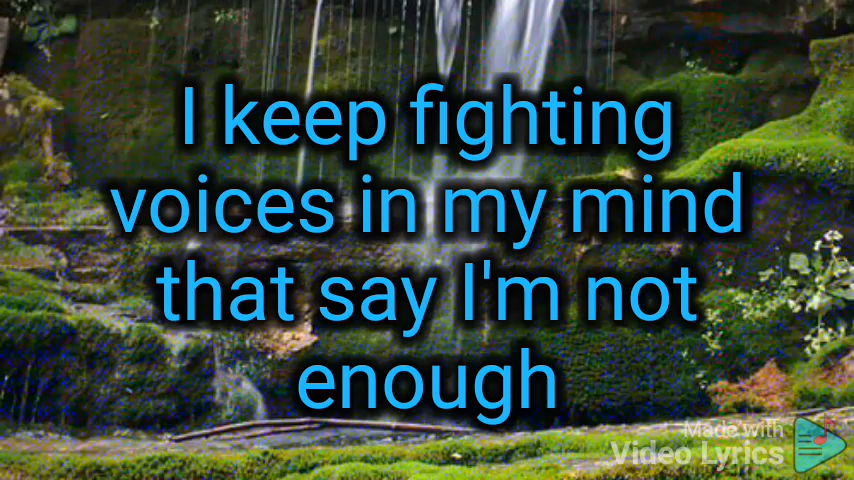 I keep fighting
voices in my mind
that say I'm not
enough
Made with
Video Lyrics